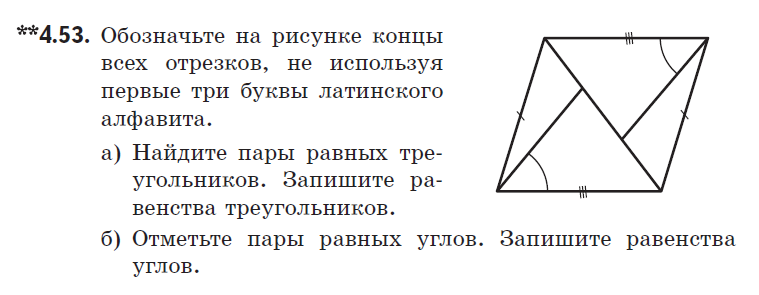 **4.53. Обозначьте на рисунке концы
всех отрезков, не используя
первые три буквы латинского
алфавита.
а) Найдите пары равных тре-
угольников. Запишите ра-
венства треугольников.
б) Отметьте пары равных углов. Запишите равенства
углов.